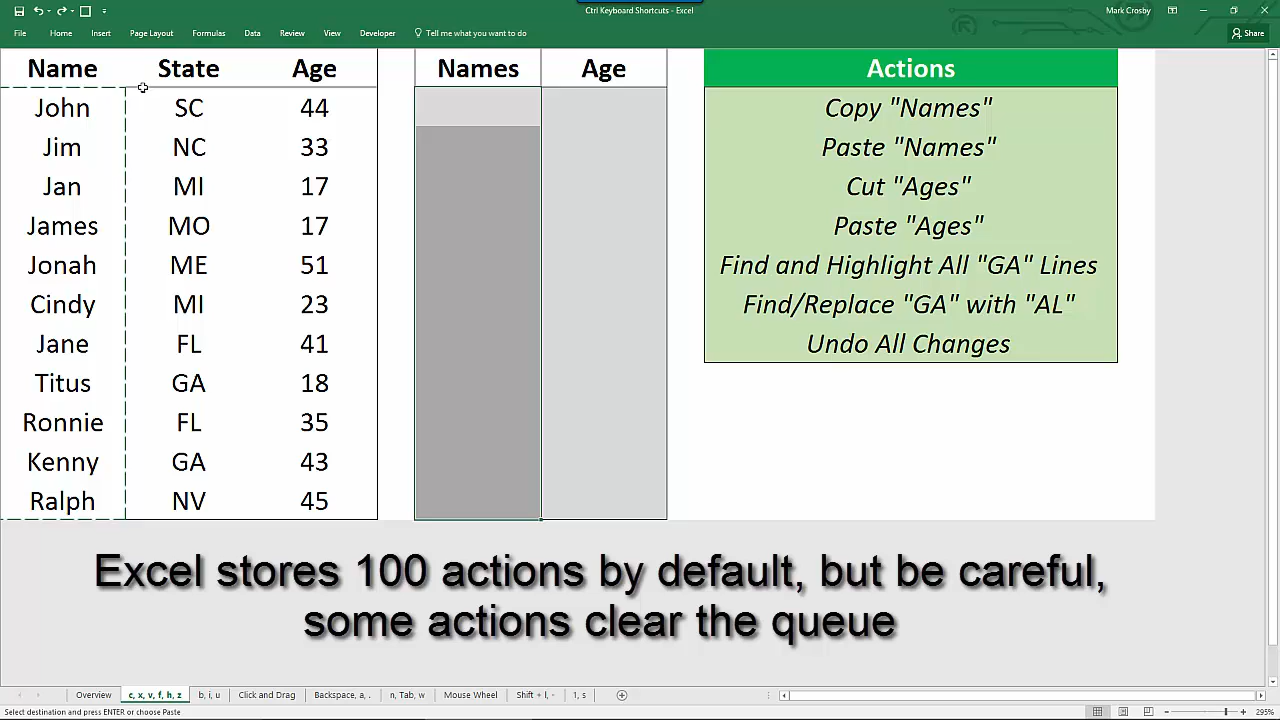 Ctrl Keyboard Shortcuts - Excel
Mark Crosby
File Home Insert Page Layout Formulas Data Review View Developer Tell me what you want to do Share
Name State Age Names Age Actions
John SC 44 Copy "Names"
Jim NC 33 Paste "Names"
Jan MI 17 Cut "Ages"
James MO 17 Paste "Ages"
Jonah ME 51 Find and Highlight All "GA" Lines
Cindy MI 23 Find/Replace "GA" with "AL"
Jane FL 41 Undo All Changes
Titus GA 18
Ronnie FL 35
Kenny GA 43
Ralph NV 45
Excel stores 100 actions by default, but be careful,
some actions clear the queue
Overview c, x, v, f, h, z b, i, u Click and Drag Backspace, a, . n, Tab, w Mouse Wheel Shift + l, - 1, s
Select destination and press ENTER or choose Paste 295%